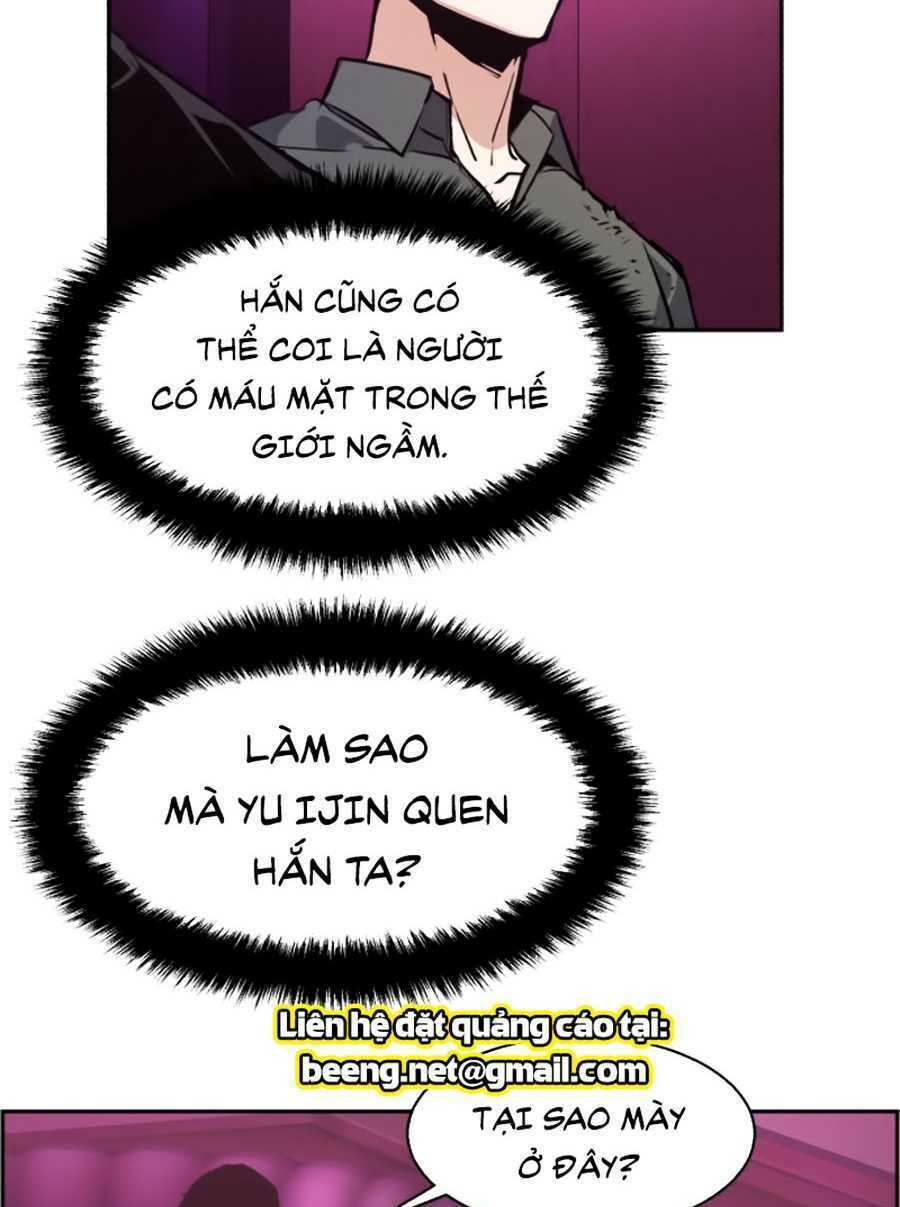 HẮN CŨNG CÓ
THỂ COI LÀ NGƯỜI
CÓ MÁU MẶT TRONG THẾ
GIỚI NGẦM.
LÀM SAO
MÀ YU IJIN QUEN
HẮN TA?
Liên hệ đặt quảng cáo tại:
beeng.net@gmail.com
TẠI SAO MÀY
Ở ĐÂY?